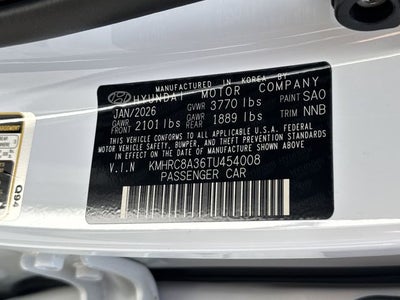 MANUFACTURED IN KOREA BY
HYUNDAI MOTOR COMPANY
JAN/2026 GVWR 3770 lbs PAINT SAO
GAWR FRONT 2101 lbs GAWR REAR 1889 lbs TRIM NNB
THIS VEHICLE CONFORMS TO ALL APPLICABLE U.S.A. FEDERAL MOTOR
VEHICLE SAFETY, BUMPER, AND THEFT PREVENTION STANDARDS
IN EFFECT ON THE DATE OF MANUFACTURE SHOWN ABOVE
V.I.N KMHRC8A36TU454008
PASSENGER CAR
Q94